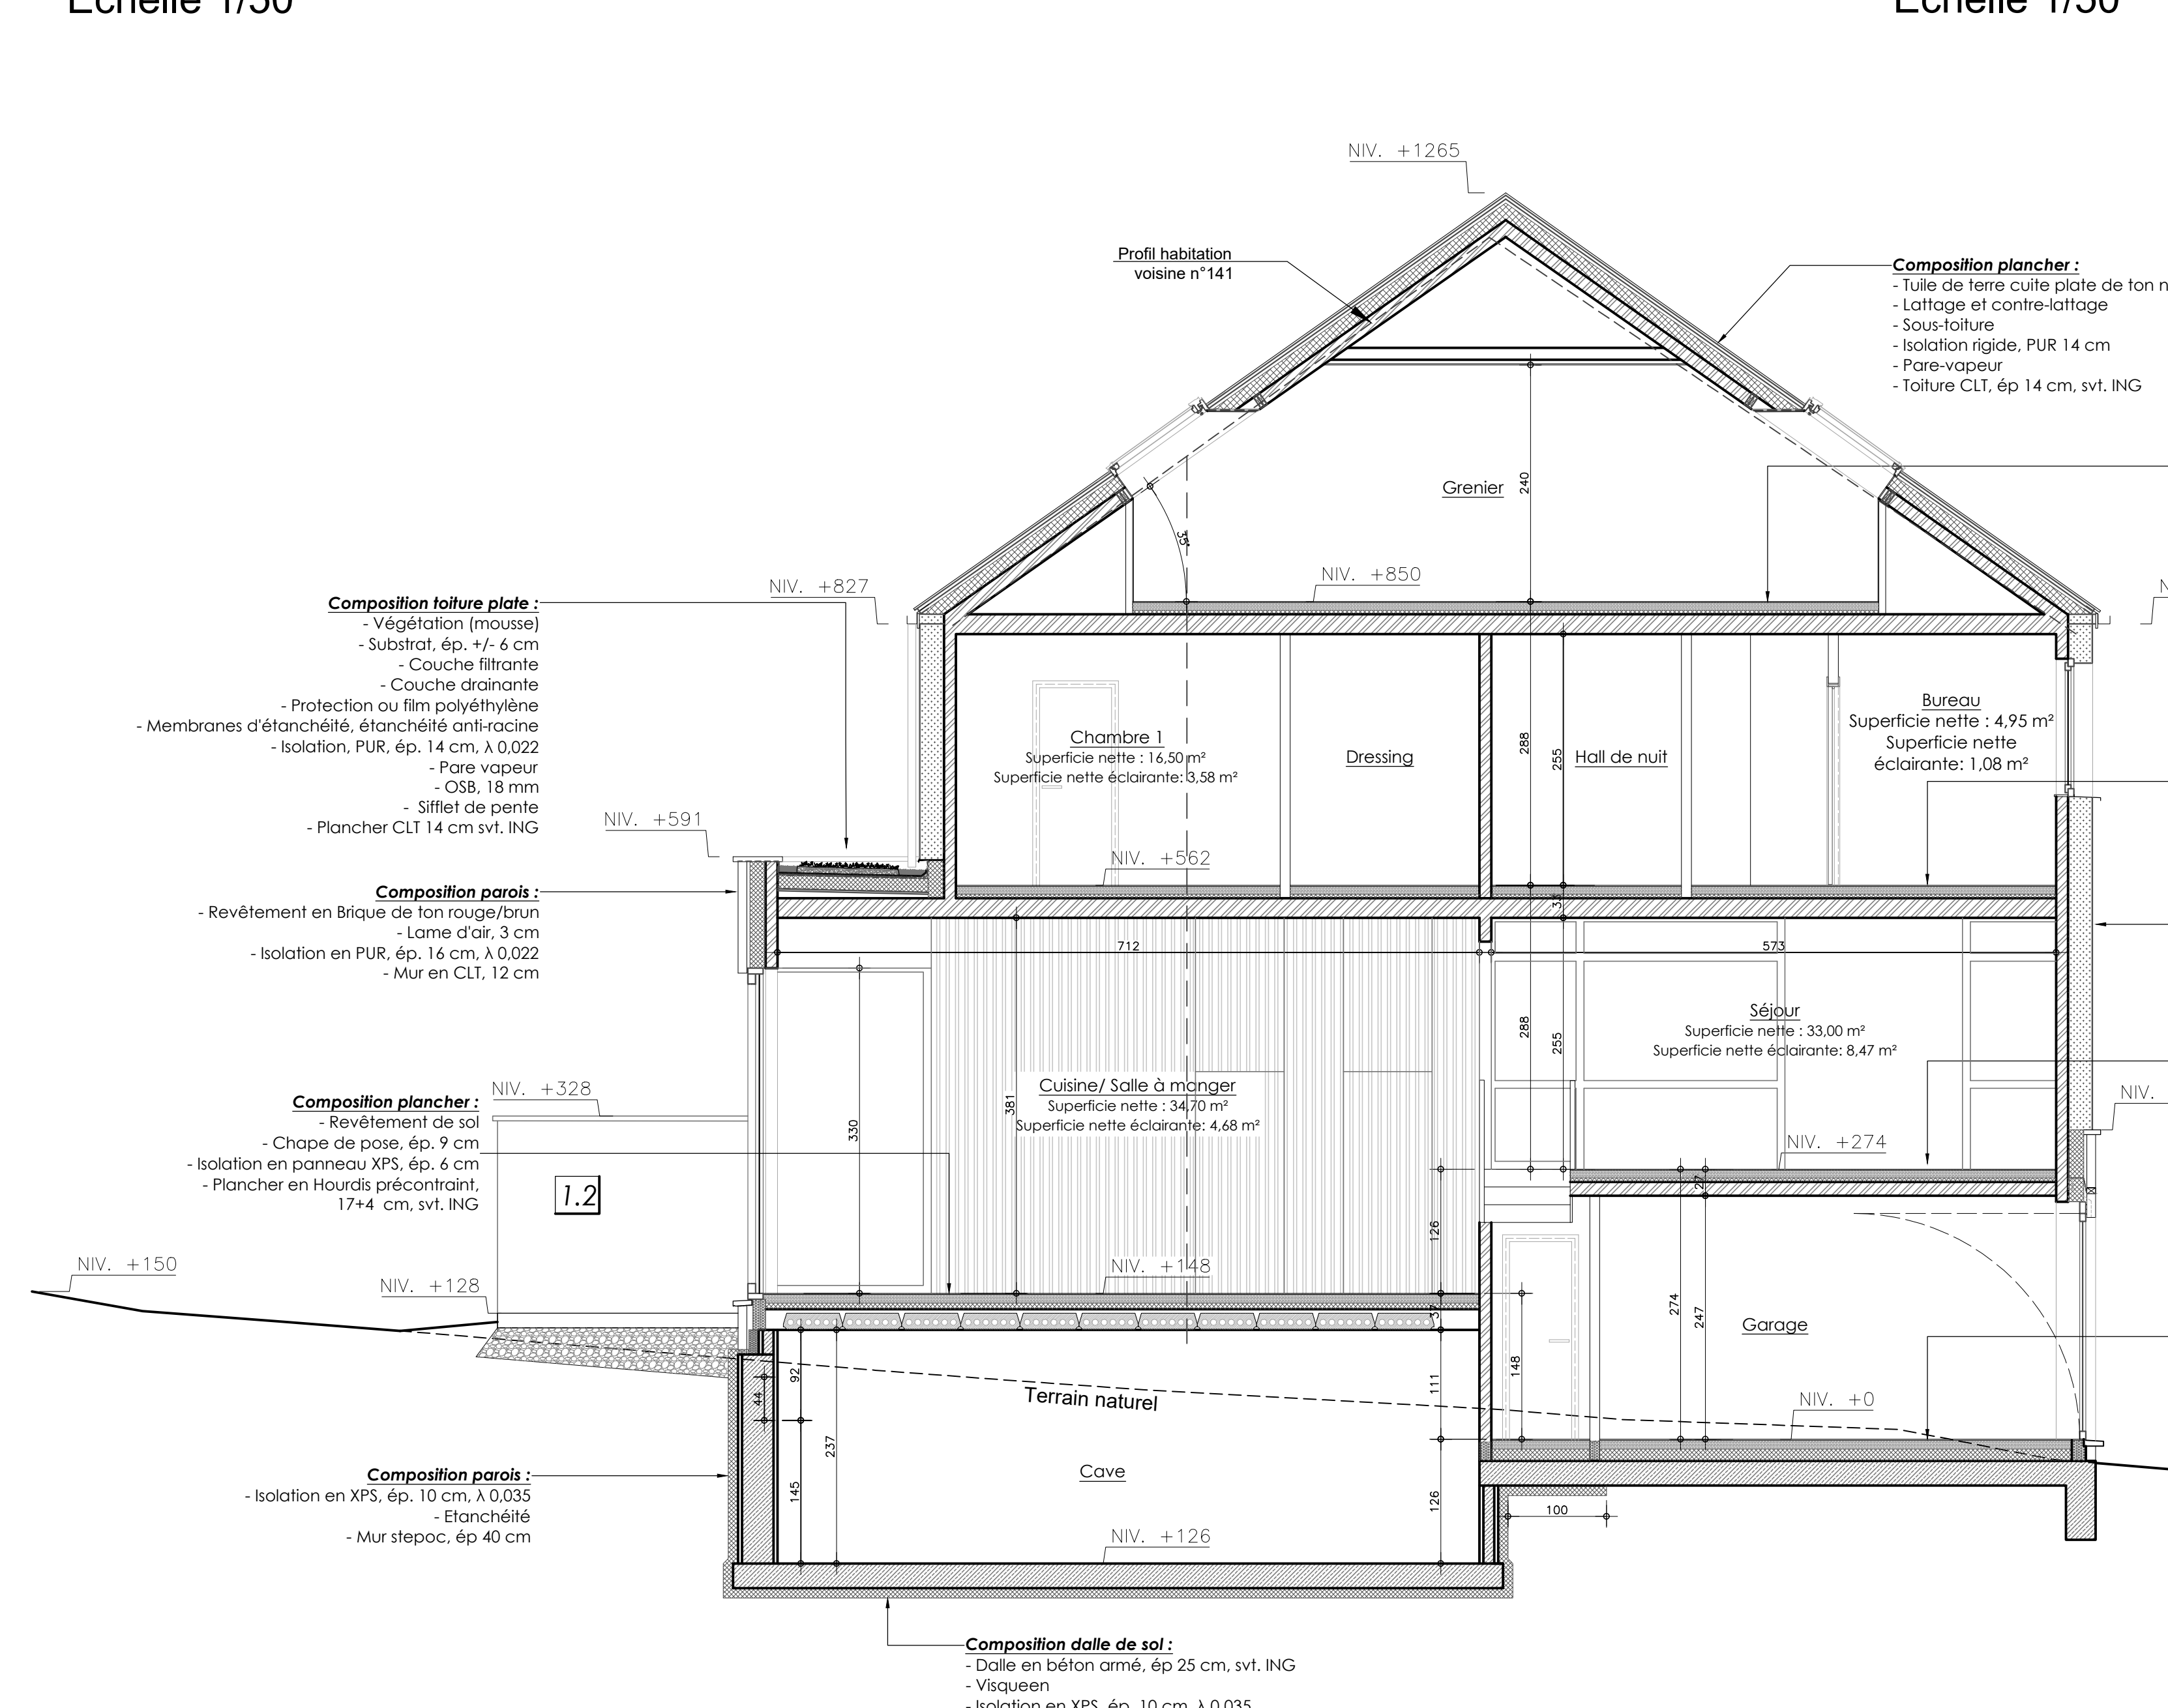 Echelle 1/50
Echelle 1/50
NIV. +1265
Profil habitation
voisine n°141
Composition plancher :
- Tuile de terre cuite plate de ton n
- Lattage et contre-lattage
- Sous-toiture
- Isolation rigide, PUR 14 cm
- Pare-vapeur
- Toiture CLT, ép 14 cm, svt. ING
Grenier
240
35°
NIV. +850
NIV. +827
N
Composition toiture plate :
- Végétation (mousse)
- Substrat, ép. +/- 6 cm
- Couche filtrante
- Couche drainante
- Protection ou film polyéthylène
- Membranes d'étanchéité, étanchéité anti-racine
- Isolation, PUR, ép. 14 cm, λ 0,022
- Pare vapeur
- OSB, 18 mm
- Sifflet de pente
- Plancher CLT 14 cm svt. ING
NIV. +591
Chambre 1
Superficie nette : 16,50 m²
Superficie nette éclairante: 3,58 m²
Dressing
288
255
Hall de nuit
Bureau
Superficie nette : 4,95 m²
Superficie nette
éclairante: 1,08 m²
NIV. +562
Composition parois :
- Revêtement en Brique de ton rouge/brun
- Lame d'air, 3 cm
- Isolation en PUR, ép. 16 cm, λ 0,022
- Mur en CLT, 12 cm
33
712
573
Séjour
Superficie nette : 33,00 m²
Superficie nette éclairante: 8,47 m²
288
255
Cuisine/ Salle à manger
Superficie nette : 34,70 m²
Superficie nette éclairante: 4,68 m²
381
330
NIV. +328
NIV.
Composition plancher :
- Revêtement de sol
- Chape de pose, ép. 9 cm
- Isolation en panneau XPS, ép. 6 cm
- Plancher en Hourdis précontraint,
17+4 cm, svt. ING
1.2
NIV. +274
27
126
NIV. +150
NIV. +128
NIV. +148
37
274
247
148
Garage
92
44
111
Terrain naturel
NIV. +0
237
145
126
Cave
Composition parois :
- Isolation en XPS, ép. 10 cm, λ 0,035
- Etanchéité
- Mur stepoc, ép 40 cm
100
NIV. +126
Composition dalle de sol :
- Dalle en béton armé, ép 25 cm, svt. ING
- Visqueen
- Isolation en XPS, ép. 10 cm, λ 0,035